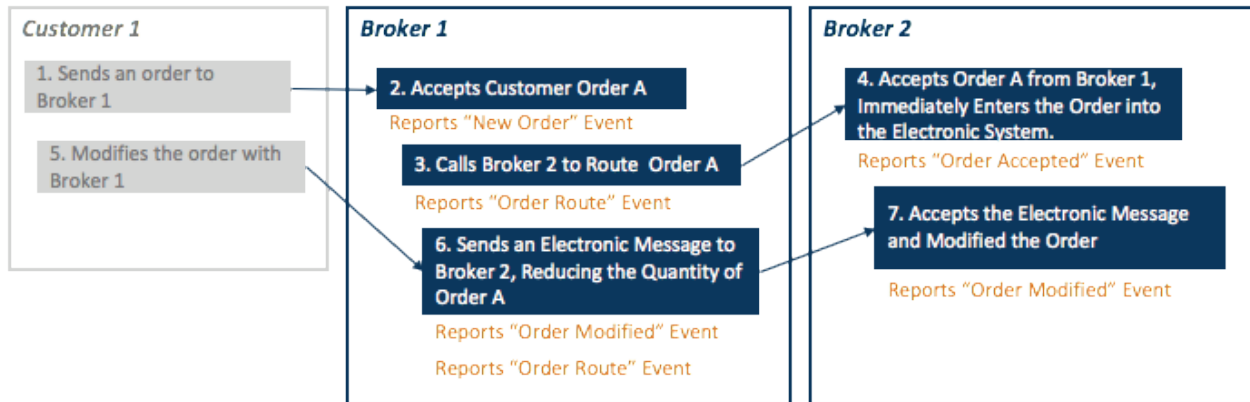 Customer 1
1. Sends an order to
Broker 1
5. Modifies the order with
Broker 1
Broker 1
2. Accepts Customer Order A
Reports "New Order" Event
3. Calls Broker 2 to Route Order A
Reports "Order Route" Event
6. Sends an Electronic Message to
Broker 2, Reducing the Quantity of
Order A
Reports "Order Modified" Event
Reports "Order Route" Event
Broker 2
4. Accepts Order A from Broker 1,
Immediately Enters the Order into
the Electronic System.
Reports "Order Accepted" Event
7. Accepts the Electronic Message
and Modified the Order
Reports "Order Modified" Event